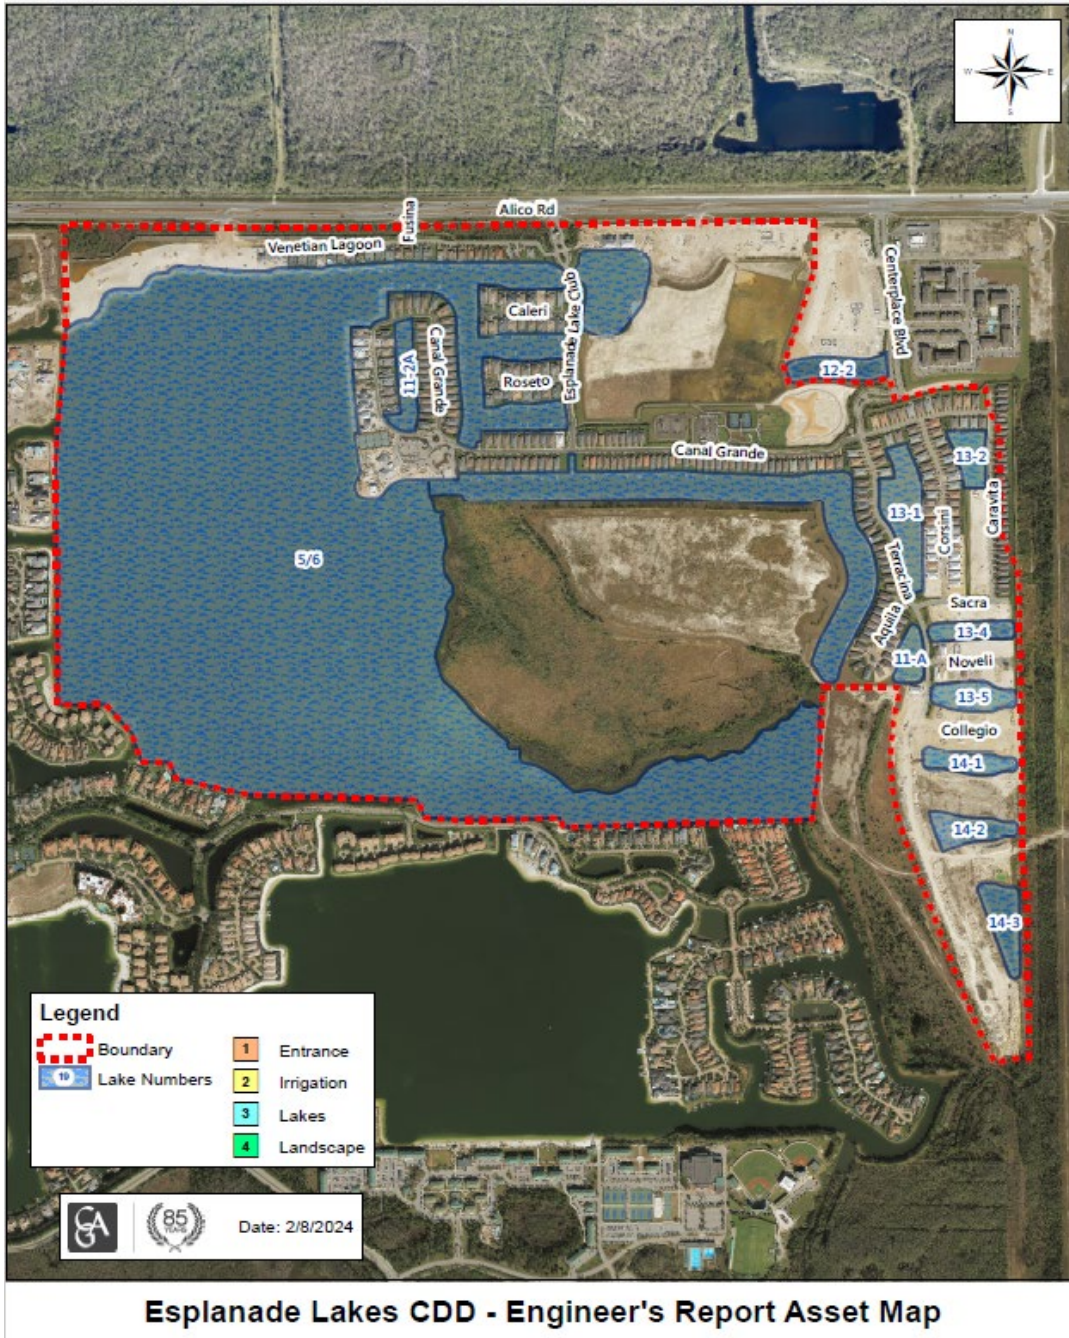 N
W E
S
Alico Rd
Fusina
Venetian Lagoon
Centerplace Blvd
Esplanade Lake Club
Caleri
Canal Grande
11-2A
12-2
Roseto
Canal Grande
13-2
Caravita
13-1
Corsini
5/6
Terracina
Sacra
Aquila
13-4
11-A
Noveli
13-5
Collegio
14-1
14-2
14-3
Legend
Boundary
19 Lake Numbers
1 Entrance
2 Irrigation
3 Lakes
4 Landscape
85
YEARS
Date: 2/8/2024
Esplanade Lakes CDD - Engineer's Report Asset Map